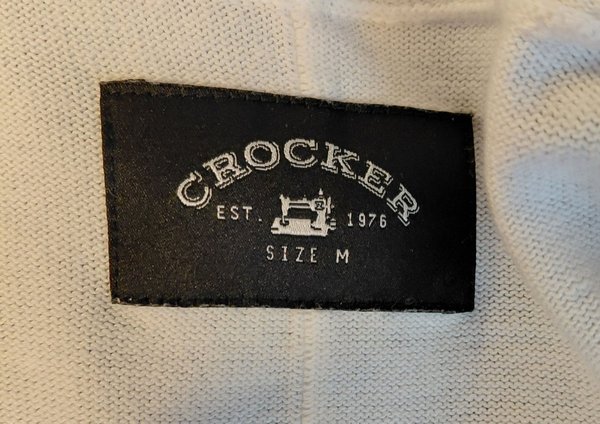 CROCKER
EST. 1976
SIZE M